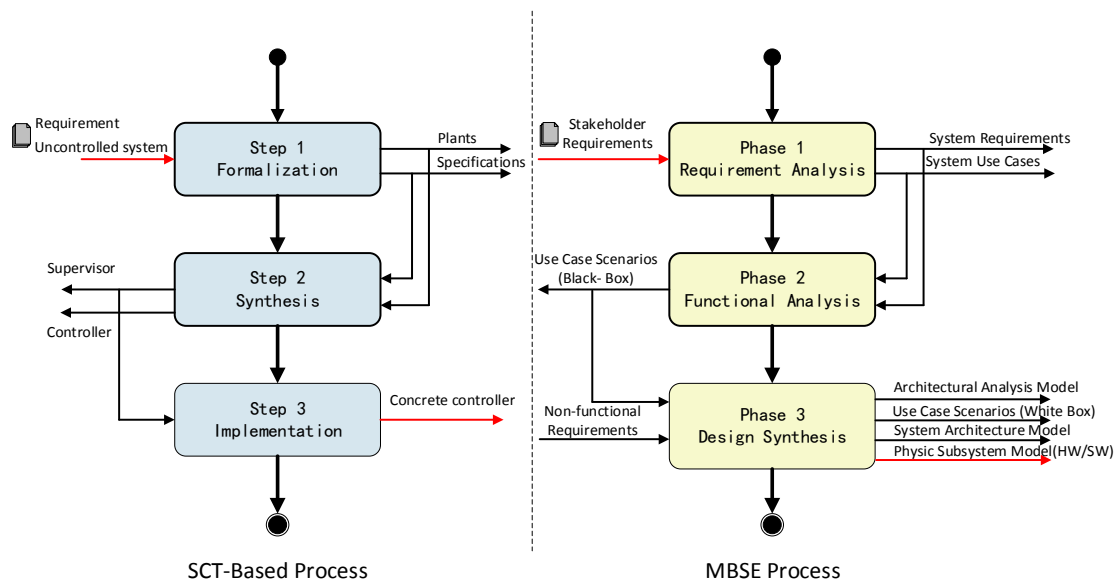 Requirement
Uncontrolled system
Step 1
Formalization
Plants
Specifications
Supervisor
Controller
Step 2
Synthesis
Step 3
Implementation
Concrete controller
SCT-Based Process
Stakeholder
Requirements
Phase 1
Requirement Analysis
System Requirements
System Use Cases
Use Case Scenarios
(Black- Box)
Phase 2
Functional Analysis
Non-functional
Requirements
Phase 3
Design Synthesis
Architectural Analysis Model
Use Case Scenarios (White Box)
System Architecture Model
Physic Subsystem Model(HW/SW)
MBSE Process